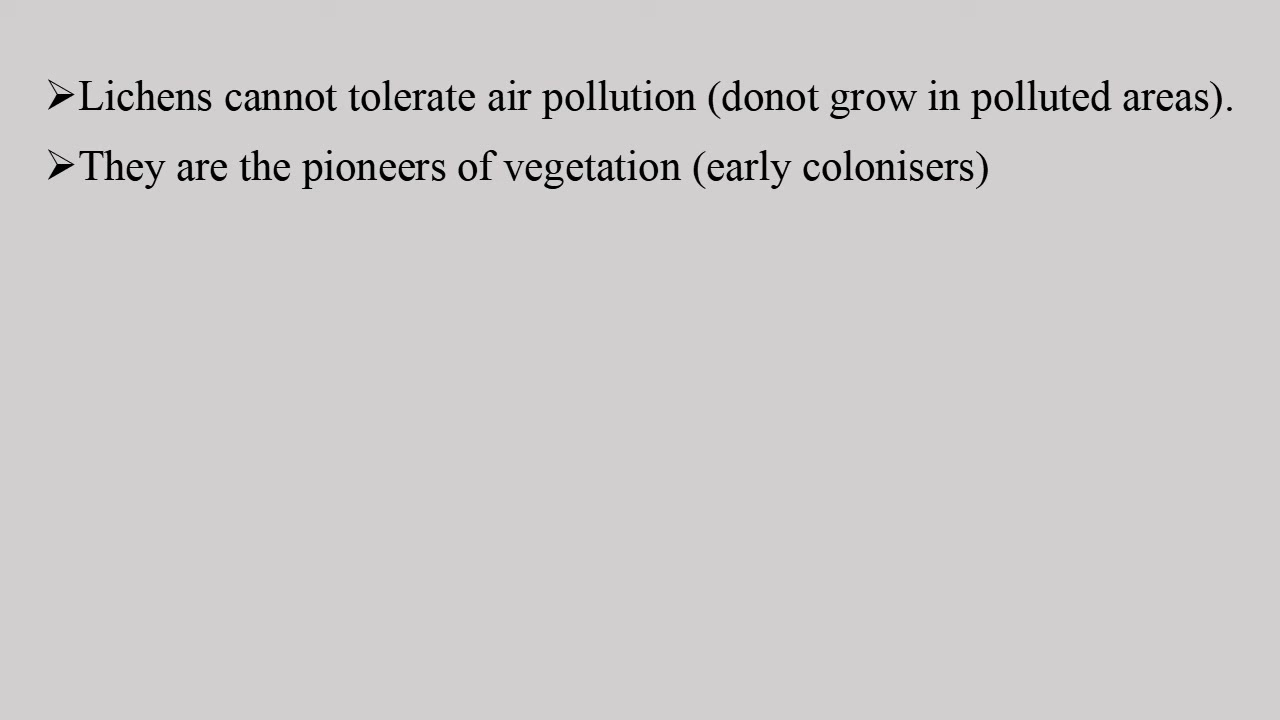 ➢Lichens cannot tolerate air pollution (donot grow in polluted areas).
➢They are the pioneers of vegetation (early colonisers)